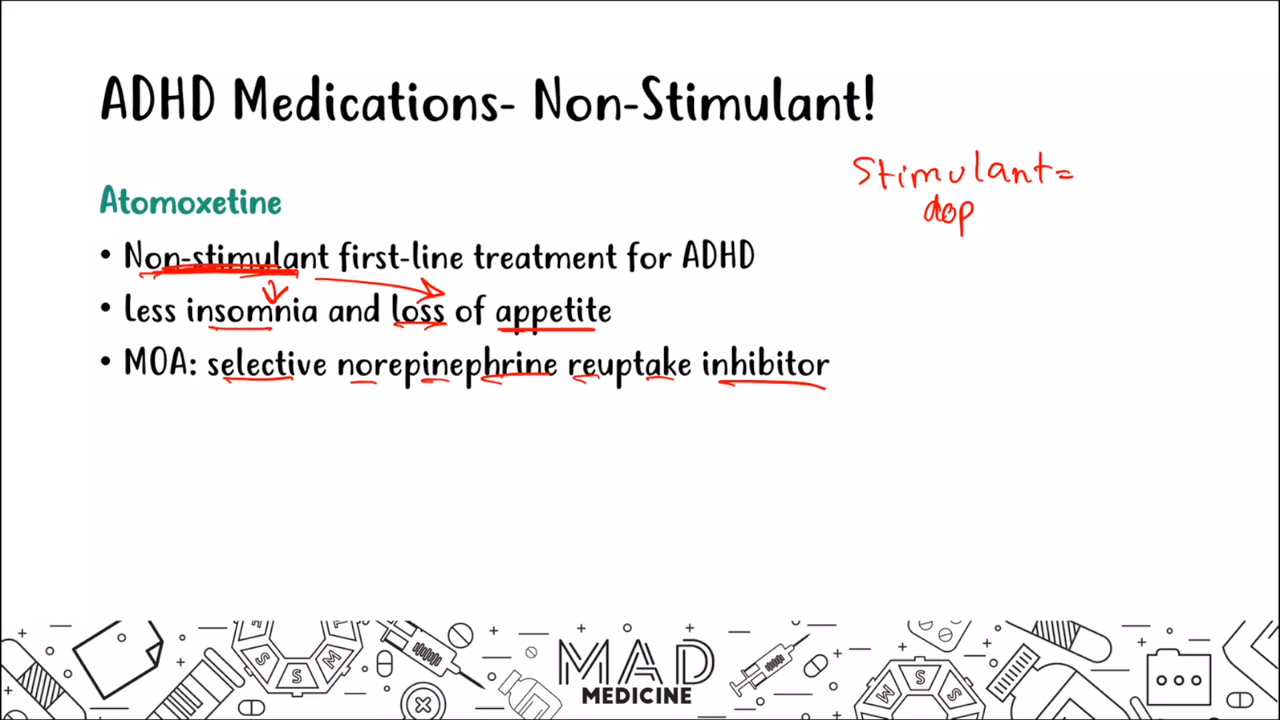 ADHD Medications- Non-Stimulant!
Stimulant=
dop
Atomoxetine
• Non-stimulant first-line treatment for ADHD
• Less insomnia and loss of appetite
• MOA: selective norepinephrine reuptake inhibitor
S
S
M
M
S
S
MAD
MEDICINE